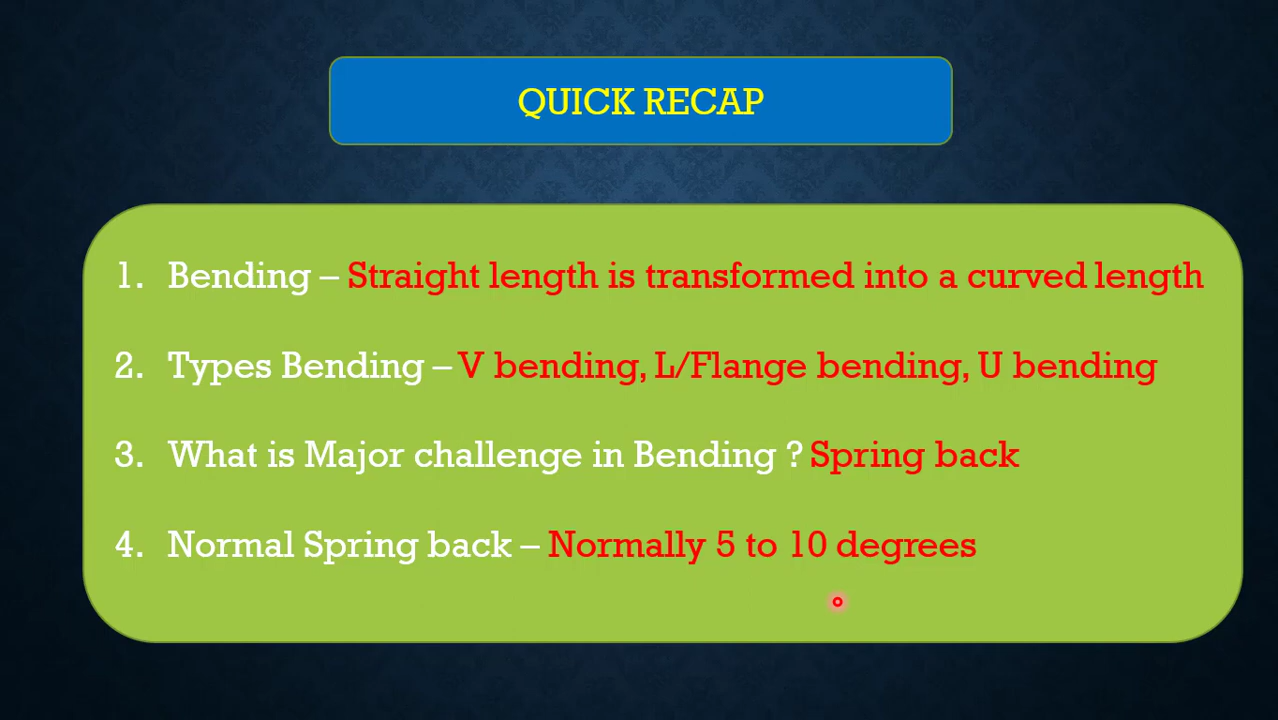 QUICK RECAP
1. Bending – Straight length is transformed into a curved length
2. Types Bending – V bending, L/Flange bending, U bending
3. What is Major challenge in Bending ? Spring back
4. Normal Spring back – Normally 5 to 10 degrees